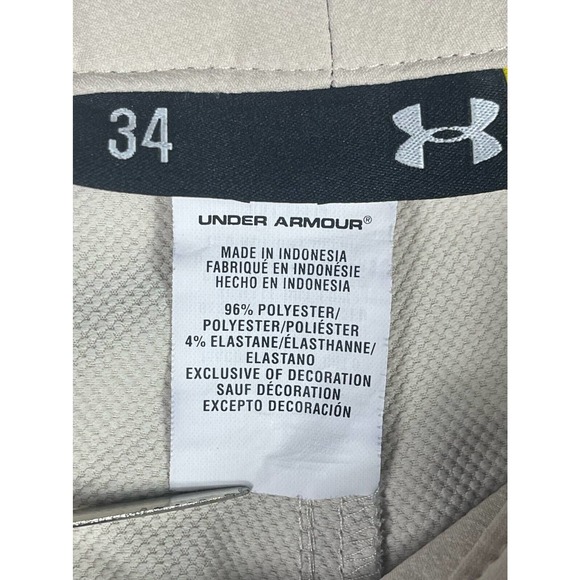 34
UNDER ARMOUR®
MADE IN INDONESIA
FABRIQUÉ EN INDONÉSIE
HECHO EN INDONESIA
96% POLYESTER/
POLYESTER/POLIÉSTER
4% ELASTANE/ÉLASTHANNE/
ELASTANO
EXCLUSIVE OF DECORATION
SAUF DÉCORATION
EXCEPTO DECORACIÓN